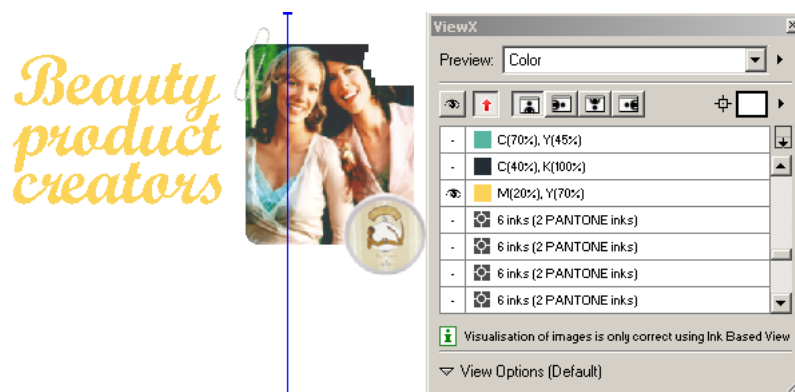 Beauty
product
creators
ViewX
Preview: Color
C(70%), Y(45%)
C(40%), K(100%)
M(20%), Y(70%)
6 inks (2 PANTONE inks)
6 inks (2 PANTONE inks)
6 inks (2 PANTONE inks)
6 inks (2 PANTONE inks)
Visualisation of images is only correct using Ink Based View
View Options (Default)